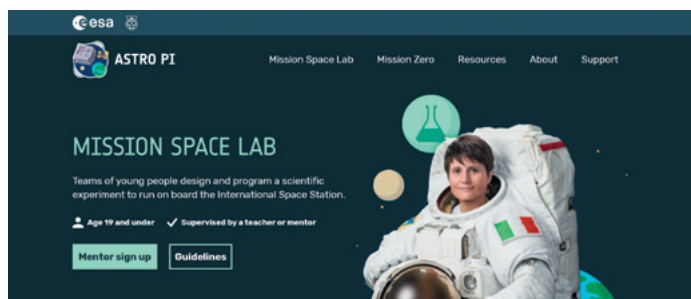 esa
ASTRO PI
Mission Space Lab Mission Zero Resources About Support
MISSION SPACE LAB
Teams of young people design and program a scientific
experiment to run on board the International Space Station.
Age 19 and under Supervised by a teacher or mentor
Mentor sign up Guidelines